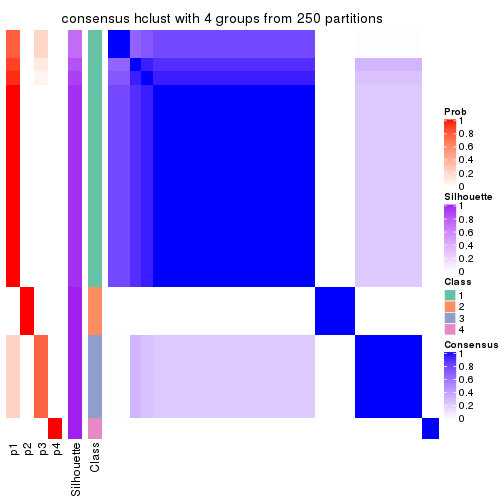 consensus hclust with 4 groups from 250 partitions
Prob
1
0.8
0.6
0.4
0.2
0
Silhouette
1
0.8
0.6
0.4
0.2
0
Class
1
2
3
4
Consensus
1
0.8
0.6
0.4
0.2
0
p1
p2
p3
p4
Silhouette
Class